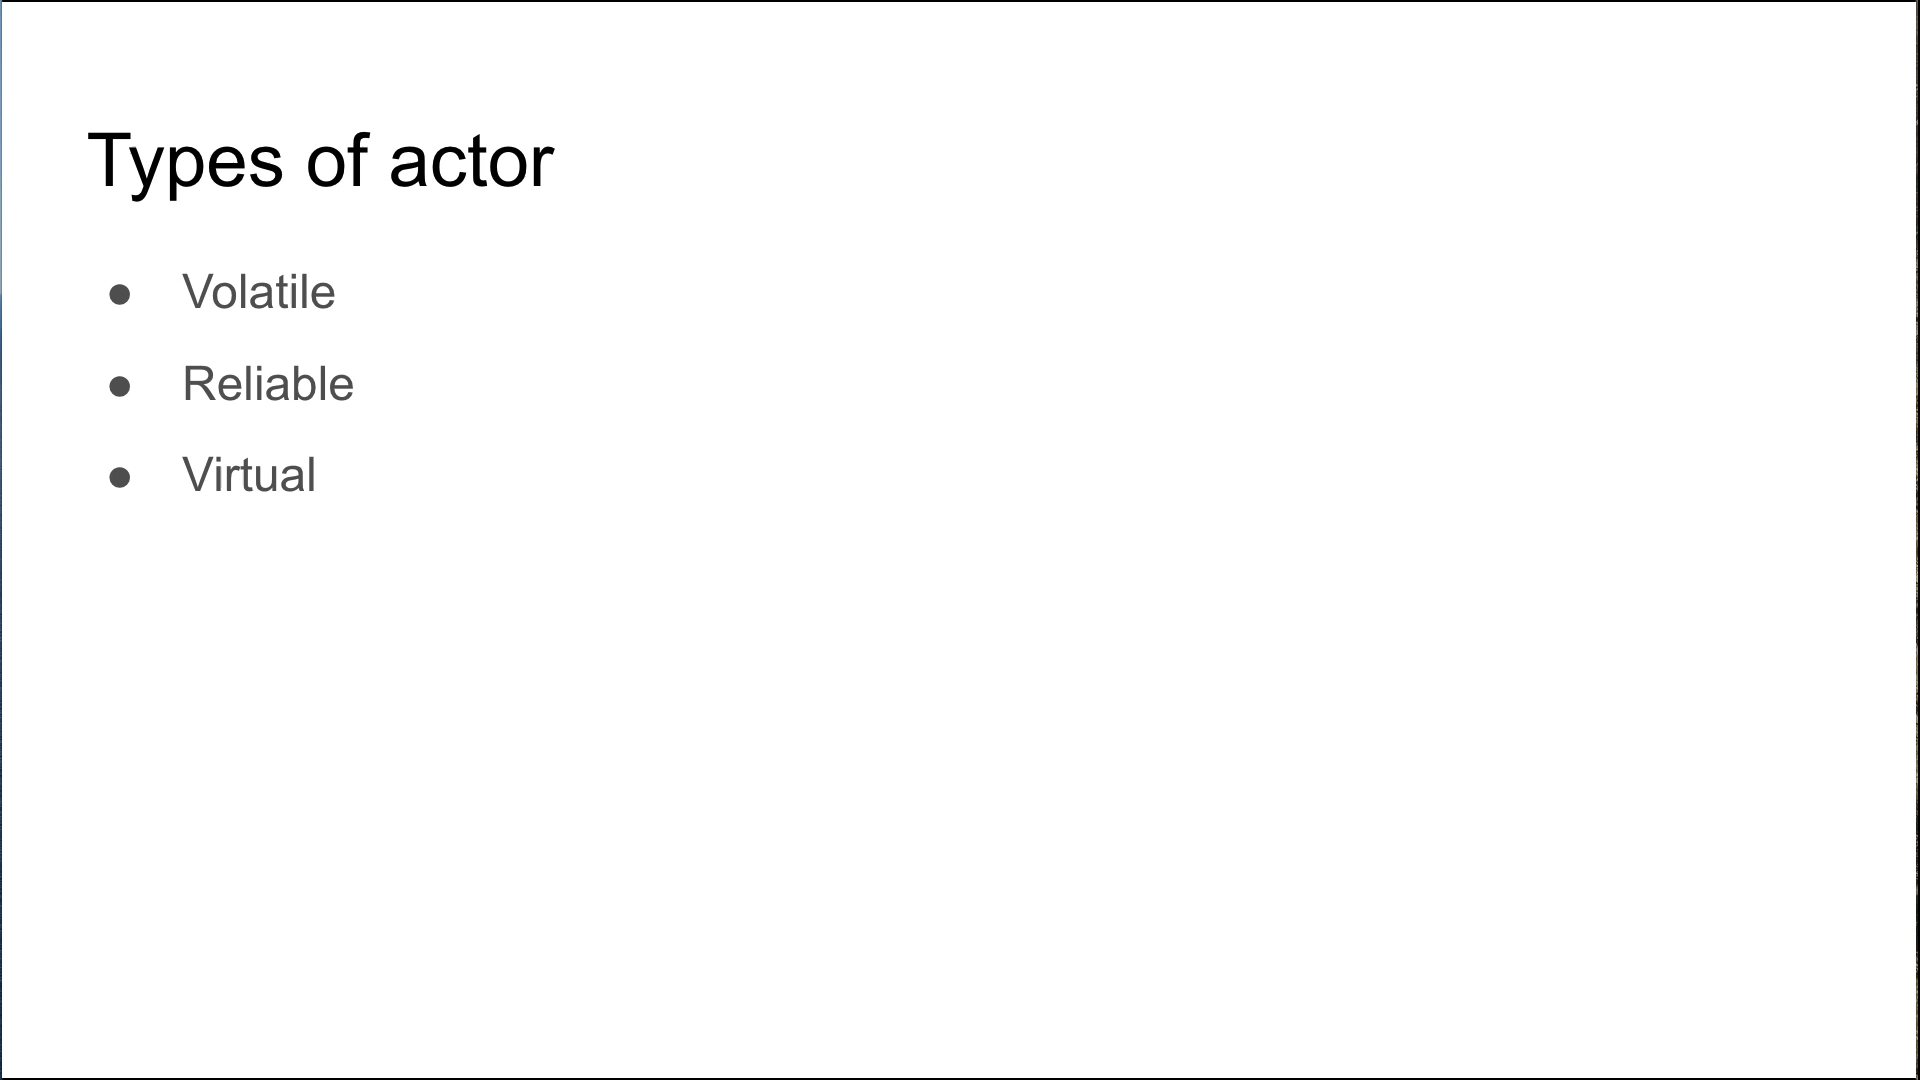 Types of actor
● Volatile
● Reliable
● Virtual